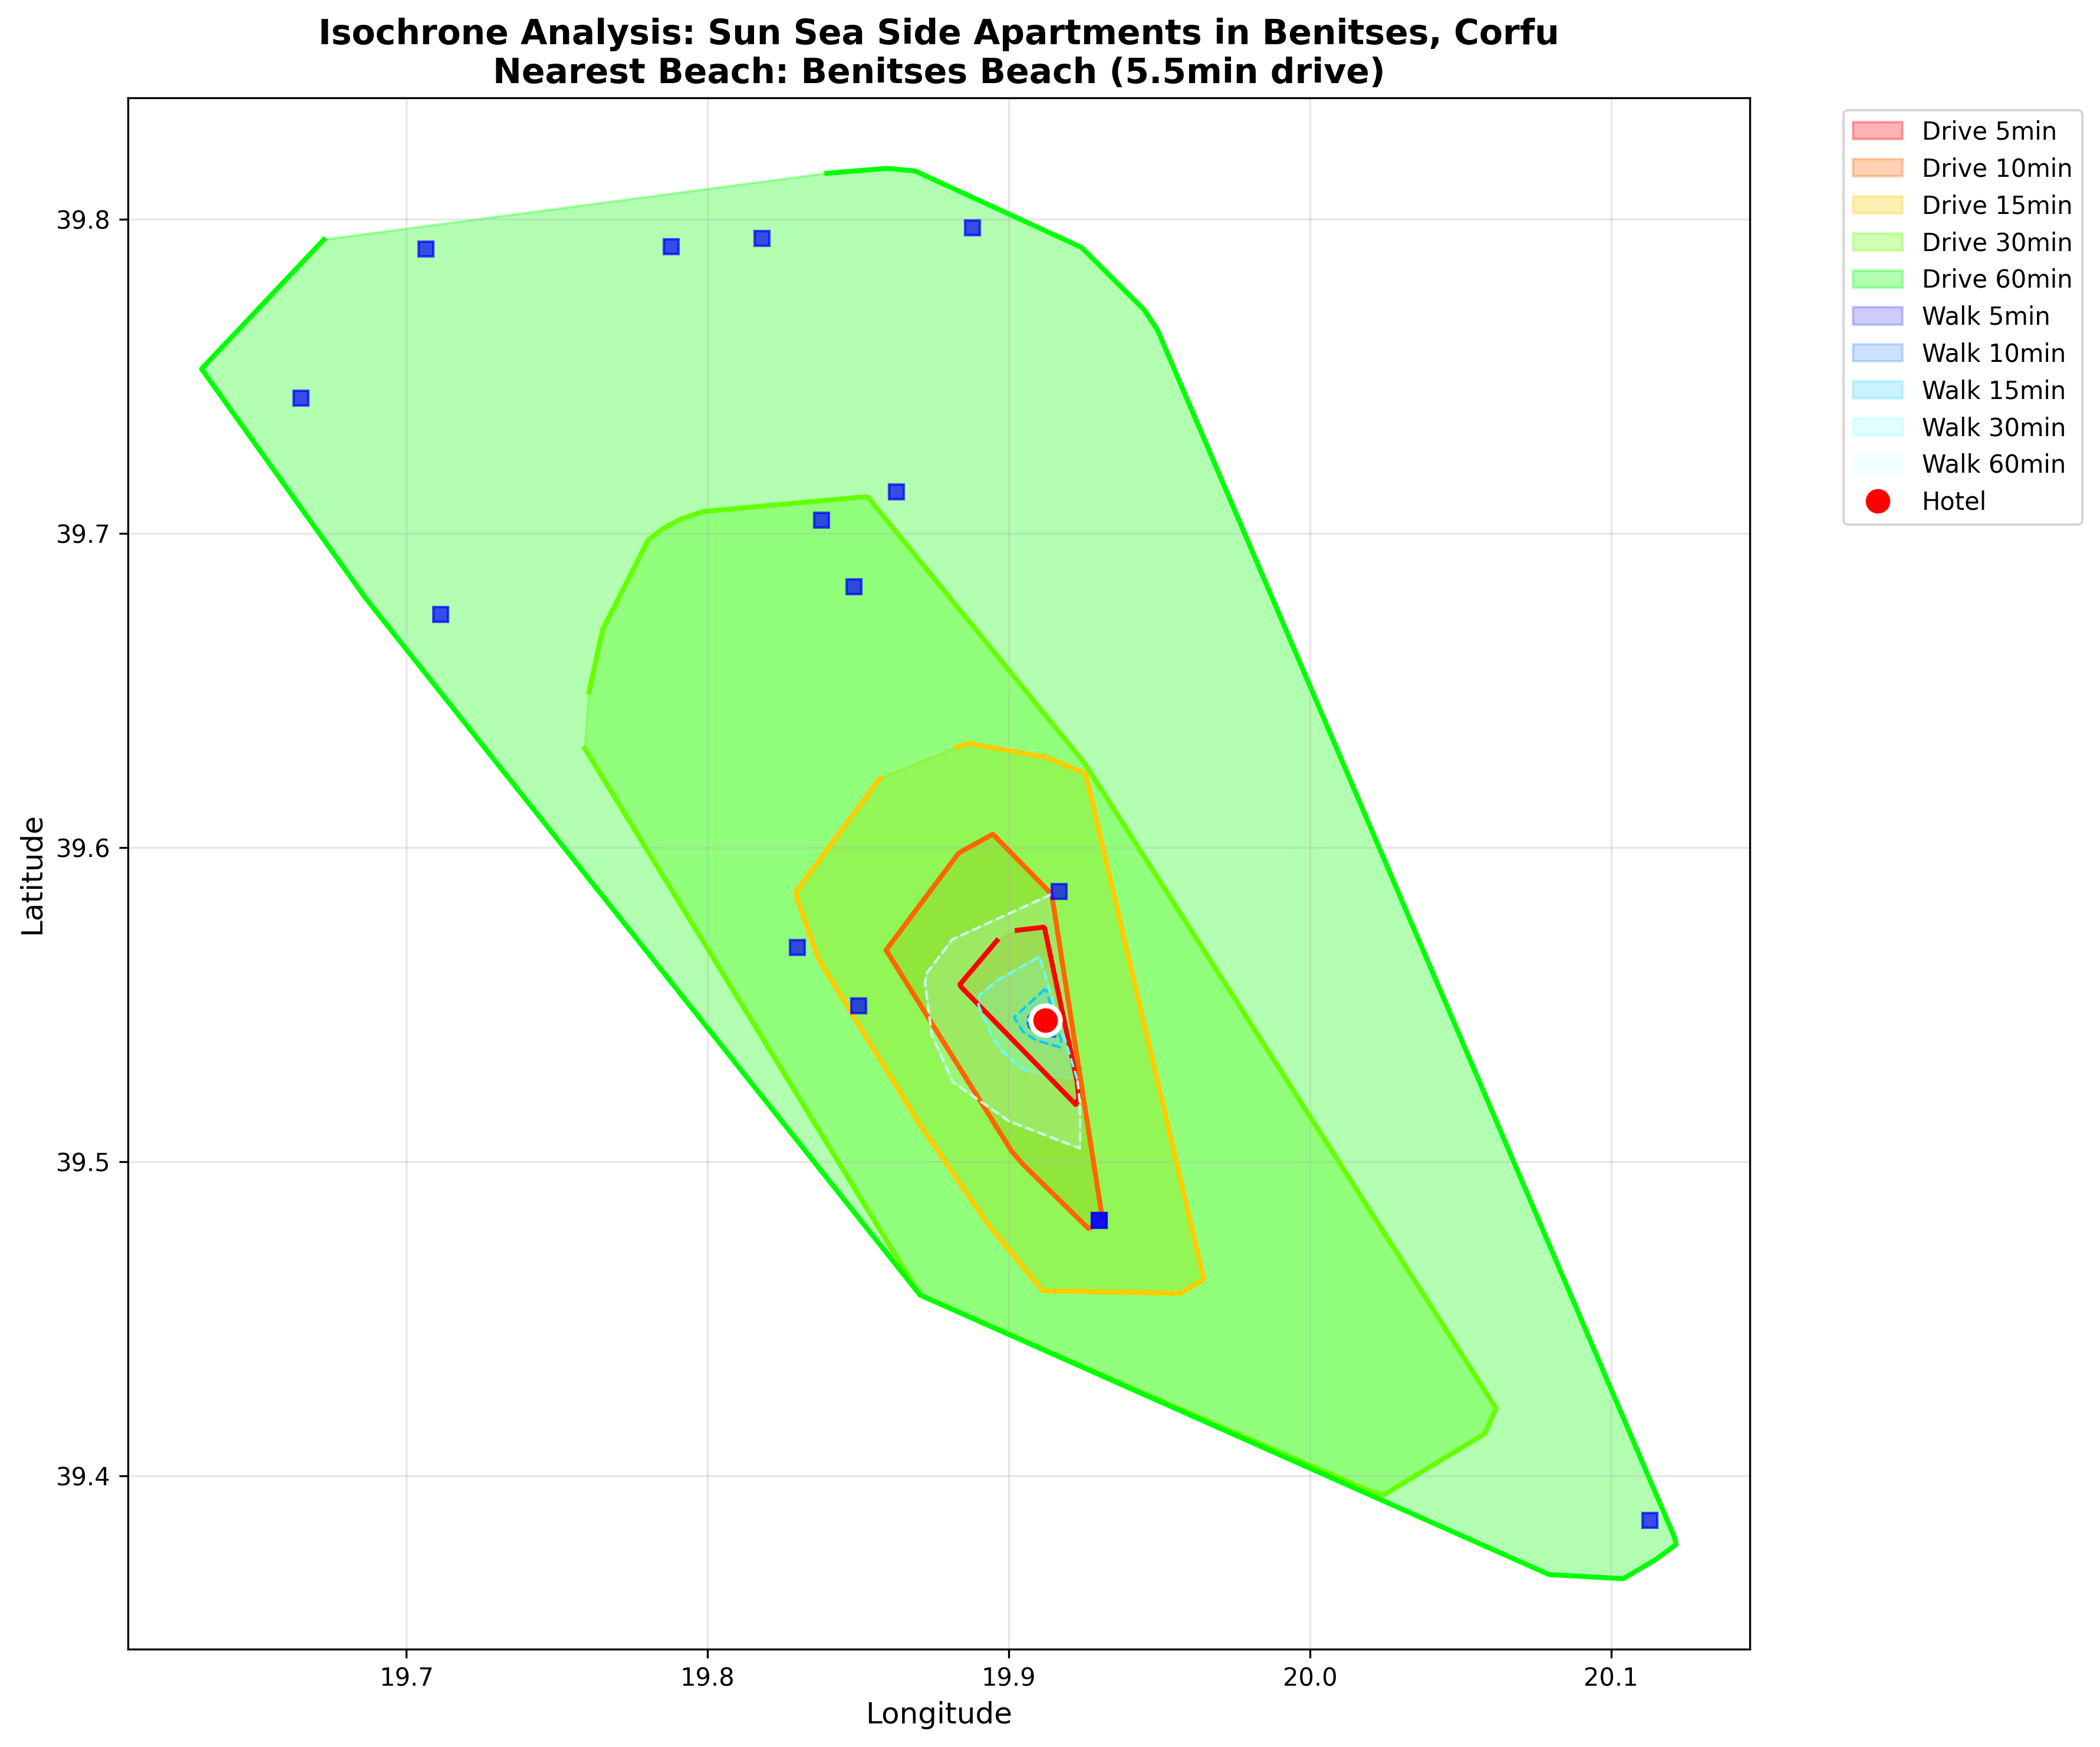 Isochrone Analysis: Sun Sea Side Apartments in Benitses, Corfu
Nearest Beach: Benitses Beach (5.5min drive)
Drive 5min
Drive 10min
Drive 15min
Drive 30min
Drive 60min
Walk 5min
Walk 10min
Walk 15min
Walk 30min
Walk 60min
Hotel
39.8
39.7
39.6
39.5
39.4
Latitude
19.7
19.8
19.9
20.0
20.1
Longitude